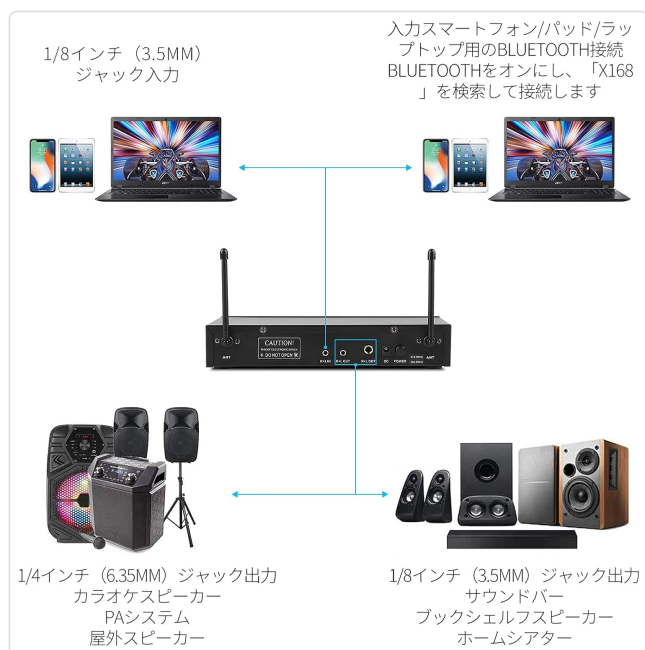 1/8インチ（3.5MM）
ジャック入力
入力スマートフォン/パッド/ラッ
プトップ用のBLUETOOTH接続
BLUETOOTHをオンにし、「X168
」を検索して接続します
CAUTION!
DO NOT OPEN
ANT
R+L OUT
R+L OUT
DC
POWER
ANT
1/4インチ（6.35MM）ジャック出力
カラオケスピーカー
PAシステム
屋外スピーカー
1/8インチ（3.5MM）ジャック出力
サウンドバー
ブックシェルフスピーカー
ホームシアター